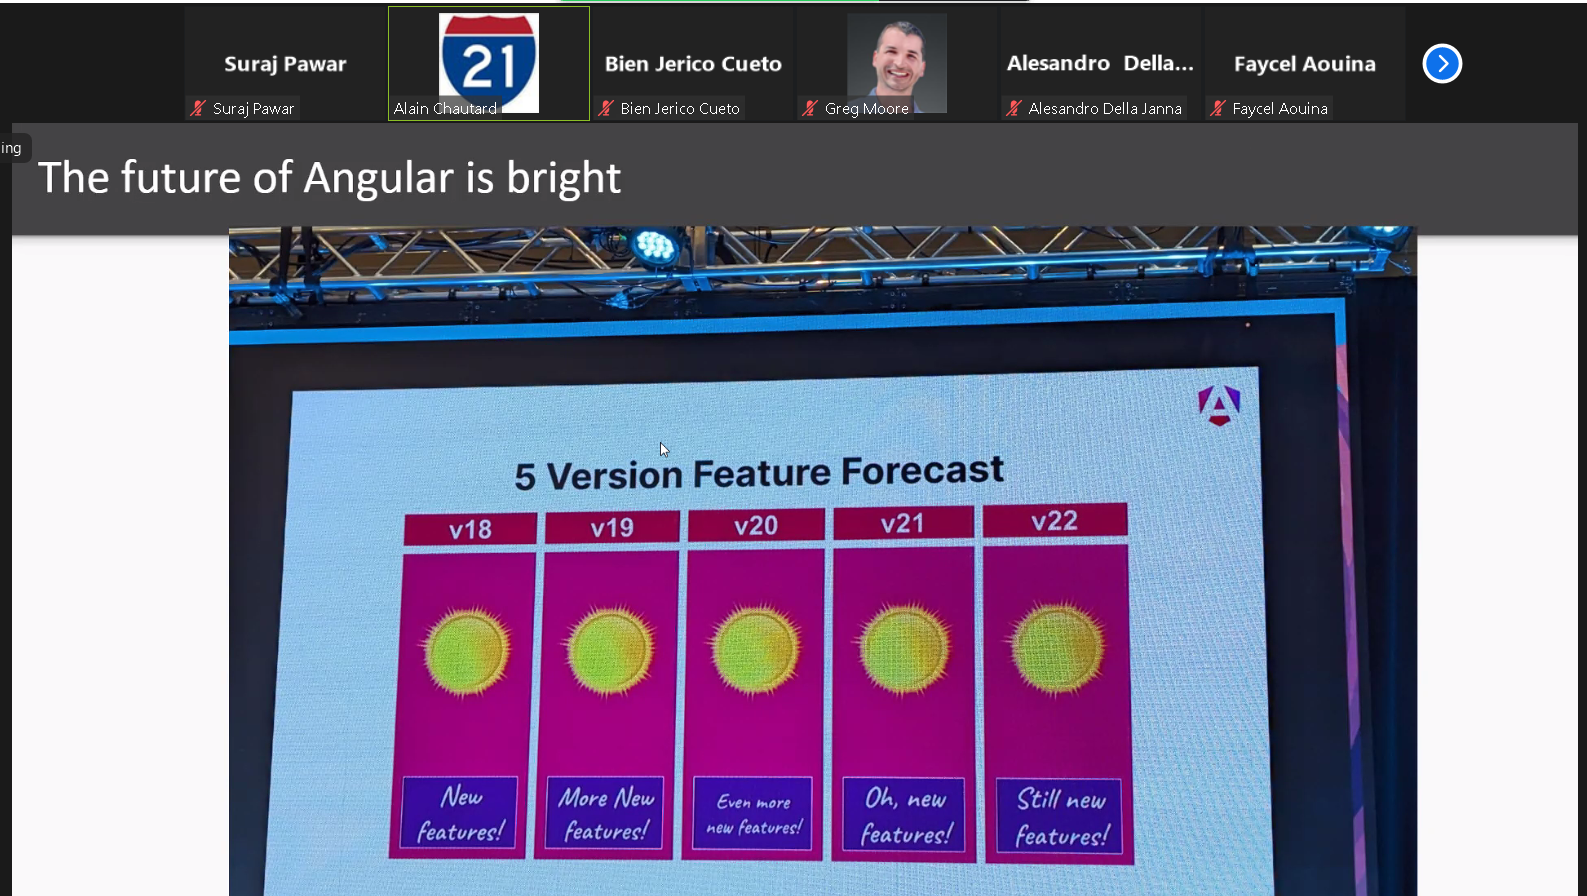 Suraj Pawar
21
Bien Jerico Cueto
Alesandro Della...
Faycel Aouina
Suraj Pawar
Alain Chautard
Bien Jerico Cueto
Greg Moore
Alesandro Della Janna
Faycel Aouina
ing
The future of Angular is bright
5 Version Feature Forecast
v18
v19
v20
v21
v22
New
features!
More New
features!
Even more
new features!
Oh, new
features!
Still new
features!